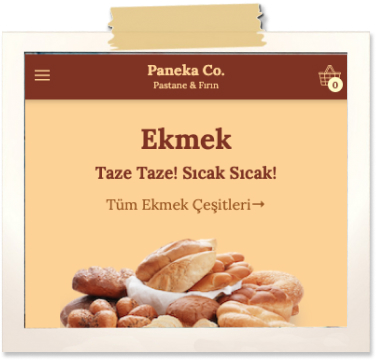 Paneka Co.
Pastane & Fırın
0
Ekmek
Taze Taze! Sıcak Sıcak!
Tüm Ekmek Çeşitleri→